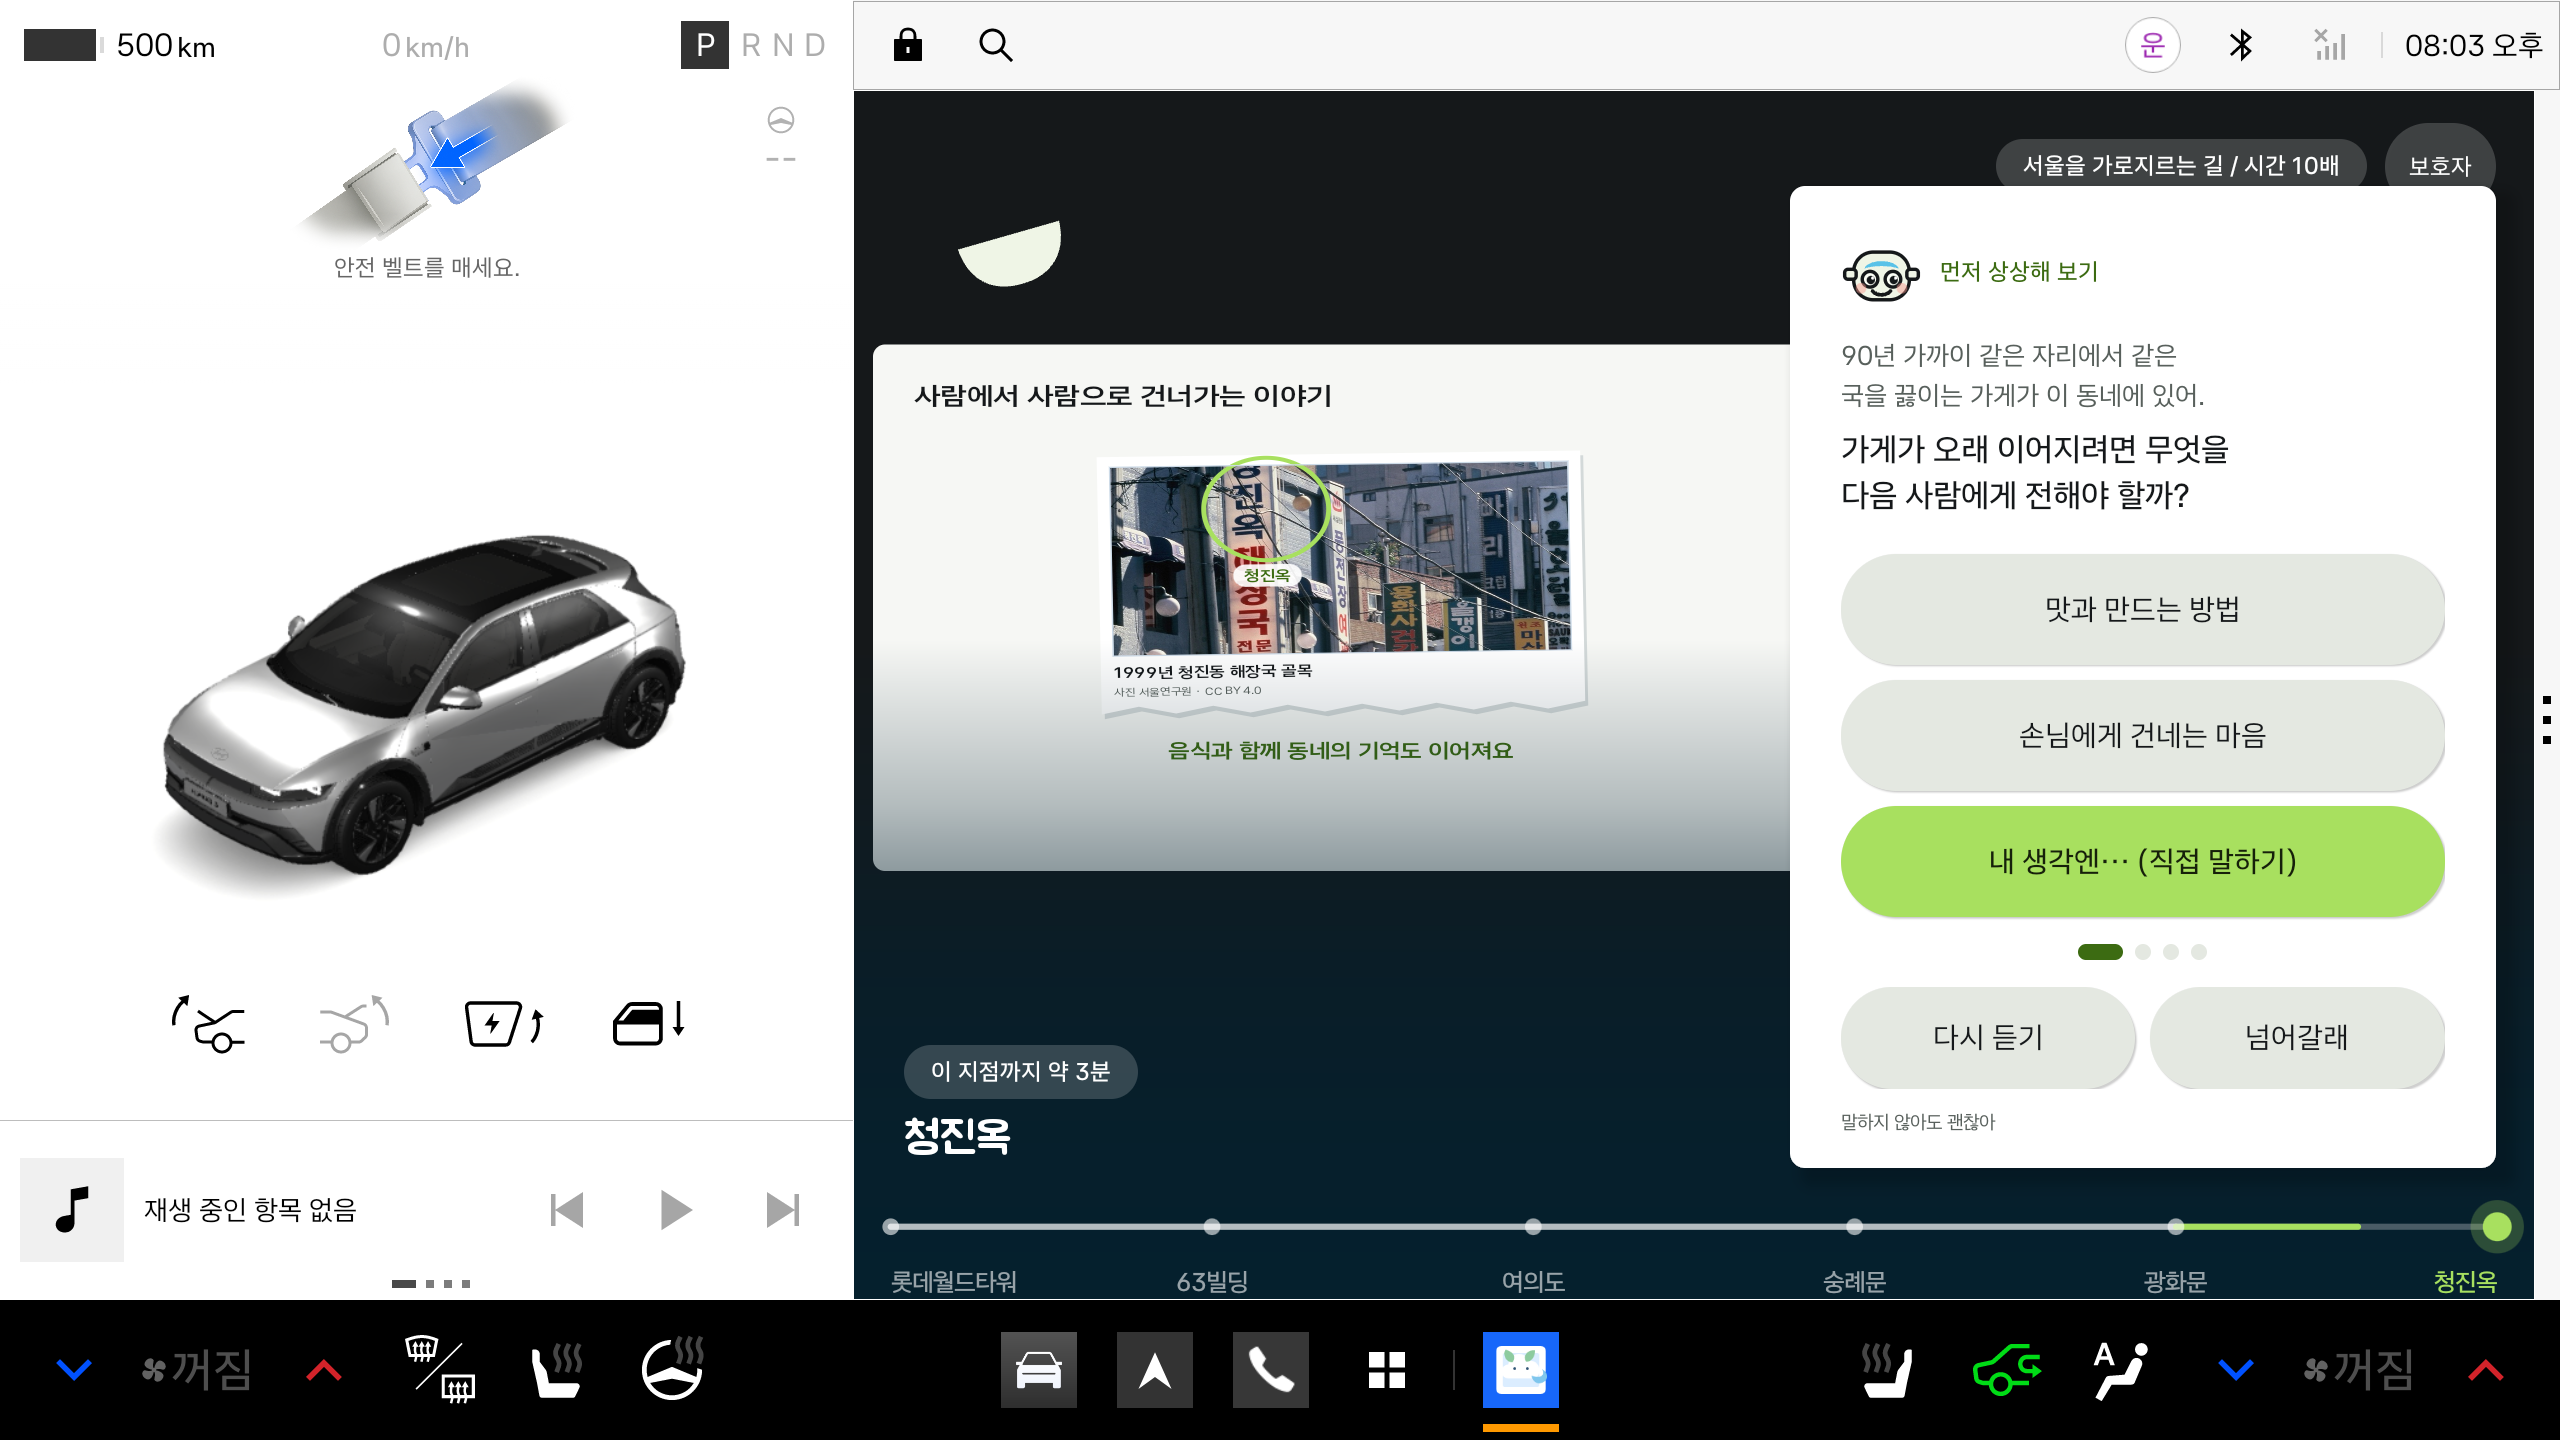 500 km
0 km/h
P R N D
08:03 오후
운
안전 벨트를 매세요.
서울을 가로지르는 길 / 시간 10배
보호자
사람에서 사람으로 건너가는 이야기
청진옥
해장국
전문
청진옥
1999년 청진동 해장국 골목
사진 서울연구원 · CC BY 4.0
음식과 함께 동네의 기억도 이어져요
먼저 상상해 보기
90년 가까이 같은 자리에서 같은
국을 끓이는 가게가 이 동네에 있어.
가게가 오래 이어지려면 무엇을
다음 사람에게 전해야 할까?
맛과 만드는 방법
손님에게 건네는 마음
내 생각엔… (직접 말하기)
다시 듣기
넘어갈래
말하지 않아도 괜찮아
이 지점까지 약 3분
청진옥
롯데월드타워
63빌딩
여의도
숭례문
광화문
청진옥
재생 중인 항목 없음
꺼짐
A
꺼짐